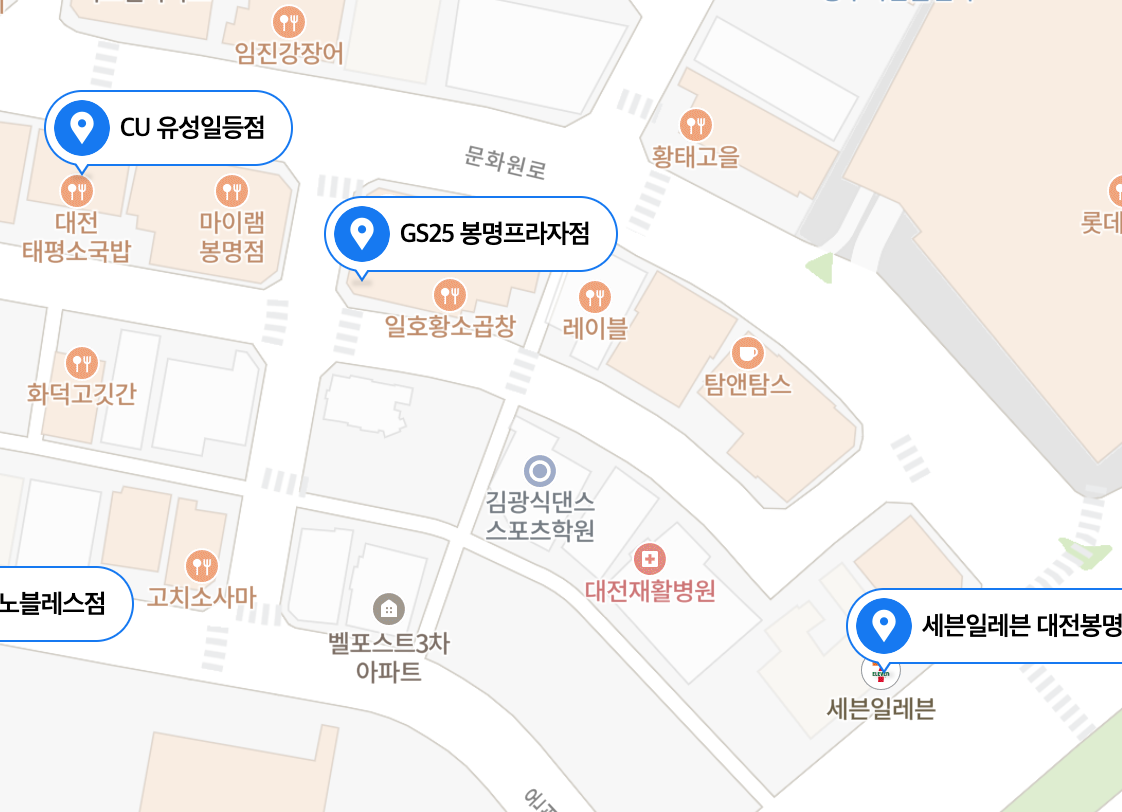 임진강장어
CU 유성일등점
문화원로
황태고을
대전
태평소국밥
마이램
봉명점
롯데
GS25 봉명프라자점
일호황소곱창
레이블
탐앤탐스
화덕고깃간
김광식댄스
스포츠학원
대전재활병원
고치소사마
노블레스점
벨포스트3차
아파트
세븐일레븐 대전봉명
ELEVEN
세븐일레븐